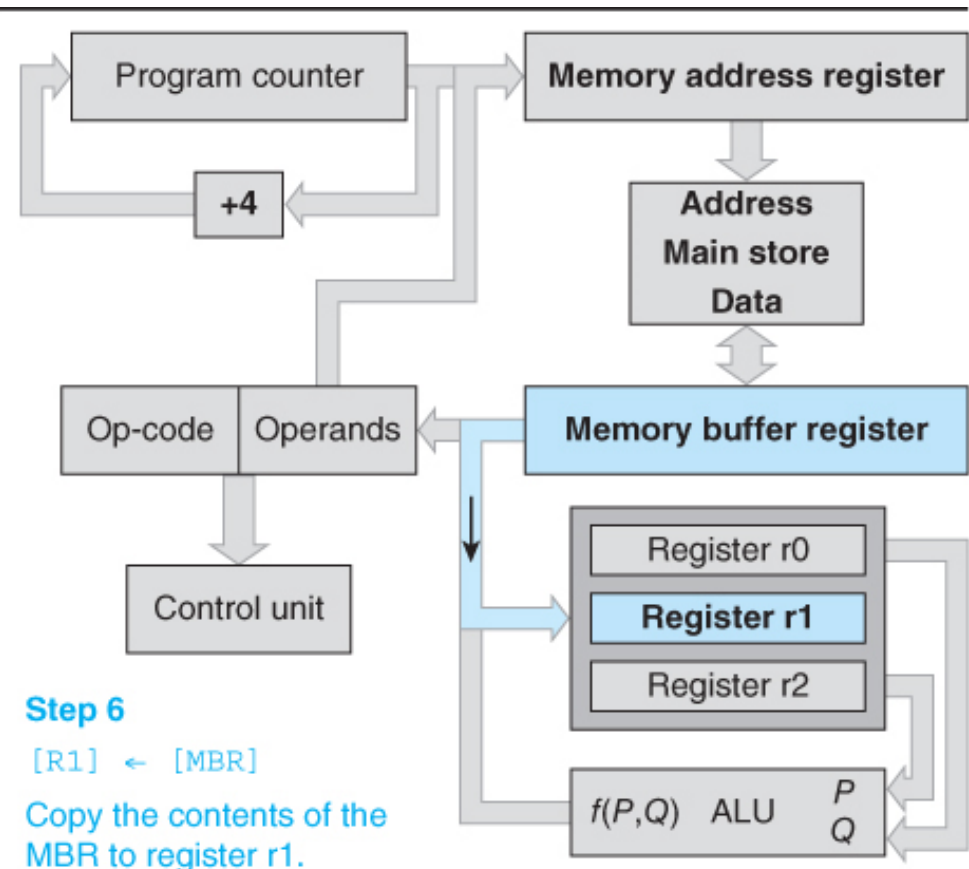 Program counter
Memory address register
+4
Address
Main store
Data
Op-code
Operands
Memory buffer register
Register r0
Control unit
Register r1
Register r2
Step 6
[R1] ← [MBR]
Copy the contents of the
MBR to register r1.
f(P,Q) ALU P
Q